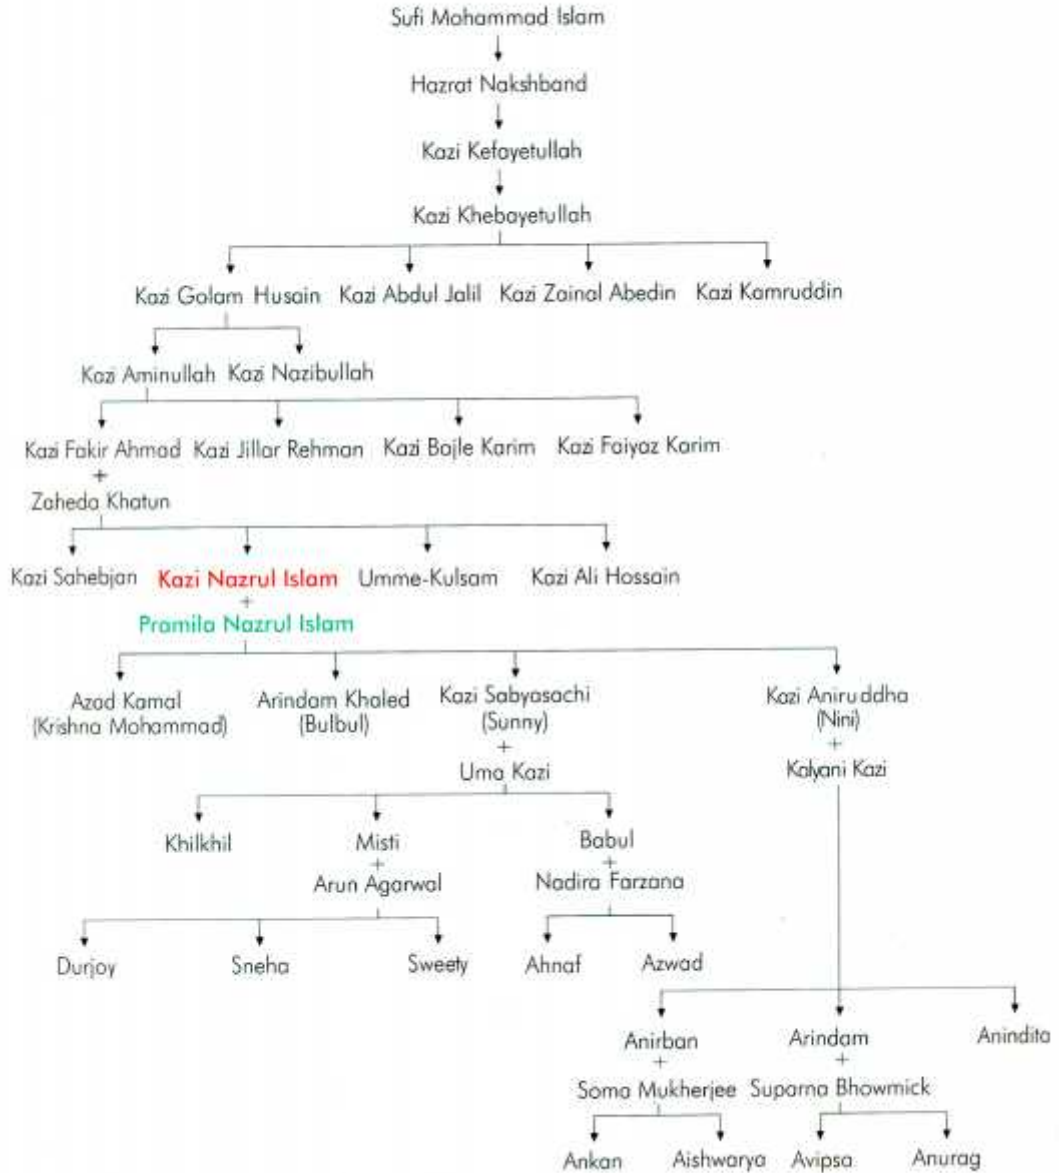 Sufi Mohammad Islam
Hazrat Nakshband
Kazi Kefayetullah
Kazi Khebayetullah
Kazi Golam Husain Kazi Abdul Jalil Kazi Zainal Abedin Kazi Kamruddin
Kazi Aminullah Kazi Nazibullah
Kazi Fakir Ahmad Kazi Jillar Rehman Kazi Bajle Karim Kazi Faiyaz Karim
+
Zaheda Khatun
Kazi Sahebjan Kazi Nazrul Islam Umme-Kulsam Kazi Ali Hossain
+
Pramila Nazrul Islam
Azad Kamal Arindam Khaled Kazi Sabyasachi Kazi Aniruddha
(Krishna Mohammad) (Bulbul) (Sunny) (Nini)
+ +
Uma Kazi Kalyani Kazi
Khilkhil Misti Babul
+ +
Arun Agarwal Nadira Farzana
Durjoy Sneha Sweety Ahnaf Azwad
Anirban Arindam Anindita
+ +
Soma Mukherjee Suparna Bhowmick
Ankan Aishwarya Avipsa Anurag